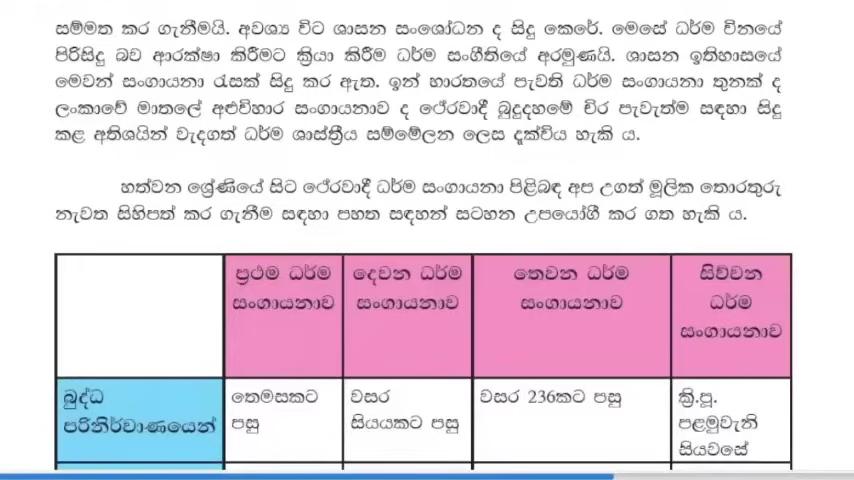 සම්මත කර ගැනීමයි. අවශ්‍ය විට ශාසන සංශෝධන ද සිදු කෙරේ. මෙසේ ධර්ම විනයේ
පිරිසිදු බව ආරක්ෂා කිරීමට ක්‍රියා කිරීම ධර්ම සංගීතියේ අරමුණයි. ශාසන ඉතිහාසයේ
මෙවන් සංගායනා රැසක් සිදු කර ඇත. ඉන් භාරතයේ පැවති ධර්ම සංගායනා තුනක් ද
ලංකාවේ මාතලේ අළුවිහාර සංගායනාව ද ථේරවාදී බුදුදහමේ චිර පැවැත්ම සඳහා සිදු
කළ අතිශයින් වැදගත් ධර්ම ශාස්ත්‍රීය සම්මේලන ලෙස දැක්විය හැකි ය.
හත්වන ශ්‍රේණියේ සිට ථේරවාදී ධර්ම සංගායනා පිළිබඳ අප උගත් මූලික තොරතුරු
නැවත සිහිපත් කර ගැනීම සඳහා පහත සඳහන් සටහන උපයෝගී කර ගත හැකි ය.
ප්‍රථම ධර්ම සංගායනාව
දෙවන ධර්ම සංගායනාව
තෙවන ධර්ම සංගායනාව
සිව්වන ධර්ම සංගායනාව
බුද්ධ පරිනිර්වාණයෙන්
තෙමසකට පසු
වසර සියයකට පසු
වසර 236කට පසු
ක්‍රි.පූ. පළමුවැනි සියවසේ